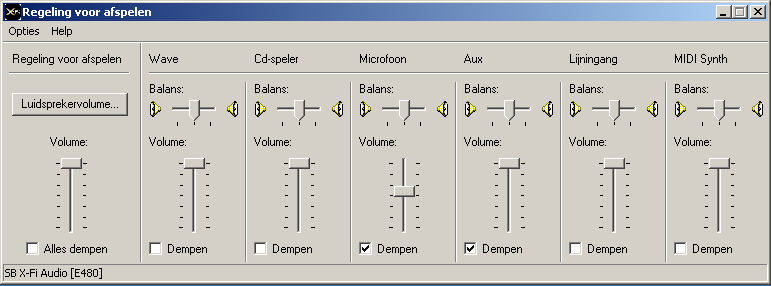 Regeling voor afspelen
Opties Help
Regeling voor afspelen Wave Cd-speler Microfoon Aux Lijningang MIDI Synth
Balans: Balans: Balans: Balans: Balans: Balans:
Luidsprekervolume...
Volume: Volume: Volume: Volume: Volume: Volume: Volume:
Alles dempen Dempen Dempen Dempen Dempen Dempen Dempen
SB X-Fi Audio [E480]